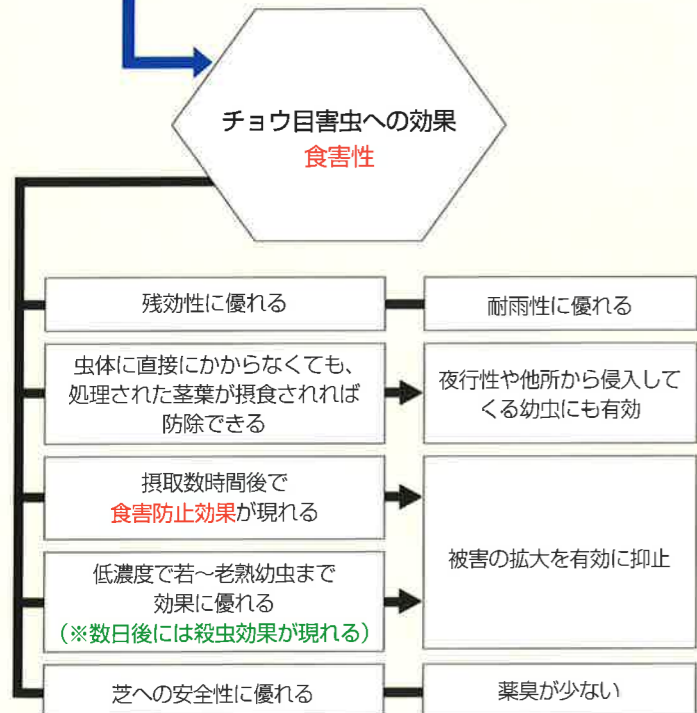 チョウ目害虫への効果
食害性
残効性に優れる
耐雨性に優れる
虫体に直接にかからなくても、
処理された茎葉が摂食されれば
防除できる
夜行性や他所から侵入して
くる幼虫にも有効
摂取数時間後で
食害防止効果が現れる
低濃度で若〜老熟幼虫まで
効果に優れる
(※数日後には殺虫効果が現れる)
被害の拡大を有効に抑止
芝への安全性に優れる
薬臭が少ない